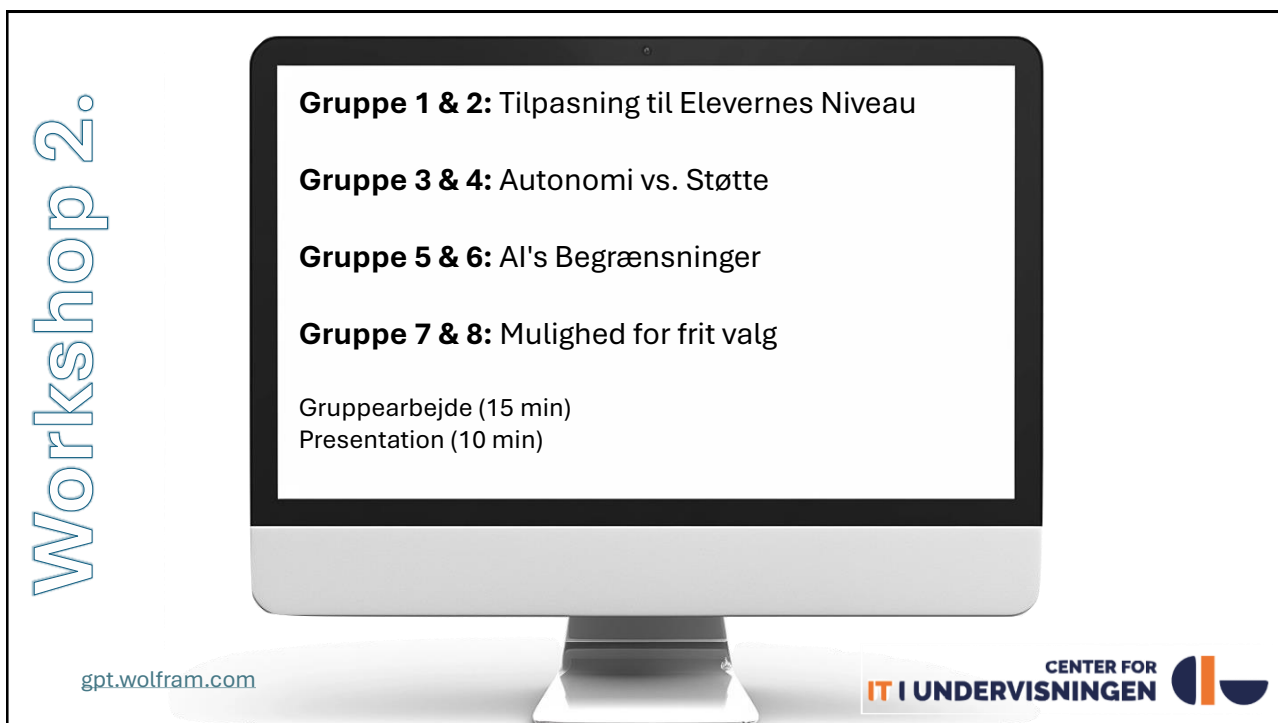 Workshop 2.
Gruppe 1 & 2: Tilpasning til Elevernes Niveau
Gruppe 3 & 4: Autonomi vs. Støtte
Gruppe 5 & 6: AI's Begrænsninger
Gruppe 7 & 8: Mulighed for frit valg
Gruppearbejde (15 min)
Presentation (10 min)
gpt.wolfram.com
CENTER FOR
IT I UNDERVISNINGEN